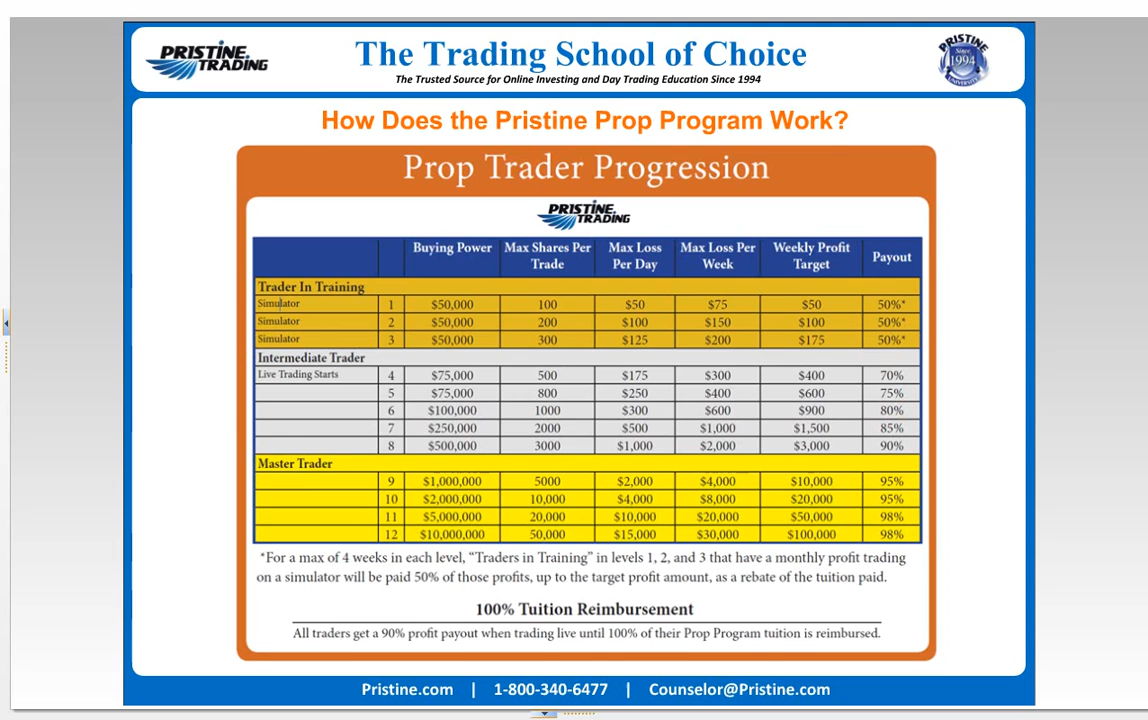 PRISTINE TRADING
The Trading School of Choice
The Trusted Source for Online Investing and Day Trading Education Since 1994
PRISTINE
Since
1994
UNIVERSITY
How Does the Pristine Prop Program Work?
Prop Trader Progression
PRISTINE TRADING
Buying Power Max Shares Per Trade Max Loss Per Day Max Loss Per Week Weekly Profit Target Payout
Trader In Training
Simulator 1 $50,000 100 $50 $75 $50 50%*
Simulator 2 $50,000 200 $100 $150 $100 50%*
Simulator 3 $50,000 300 $125 $200 $175 50%*
Intermediate Trader
Live Trading Starts 4 $75,000 500 $175 $300 $400 70%
5 $75,000 800 $250 $400 $600 75%
6 $100,000 1000 $300 $600 $900 80%
7 $250,000 2000 $500 $1,000 $1,500 85%
8 $500,000 3000 $1,000 $2,000 $3,000 90%
Master Trader
9 $1,000,000 5000 $2,000 $4,000 $10,000 95%
10 $2,000,000 10,000 $4,000 $8,000 $20,000 95%
11 $5,000,000 20,000 $10,000 $20,000 $50,000 98%
12 $10,000,000 50,000 $15,000 $30,000 $100,000 98%
*For a max of 4 weeks in each level, “Traders in Training” in levels 1, 2, and 3 that have a monthly profit trading
on a simulator will be paid 50% of those profits, up to the target profit amount, as a rebate of the tuition paid.
100% Tuition Reimbursement
All traders get a 90% profit payout when trading live until 100% of their Prop Program tuition is reimbursed.
Pristine.com | 1-800-340-6477 | Counselor@Pristine.com